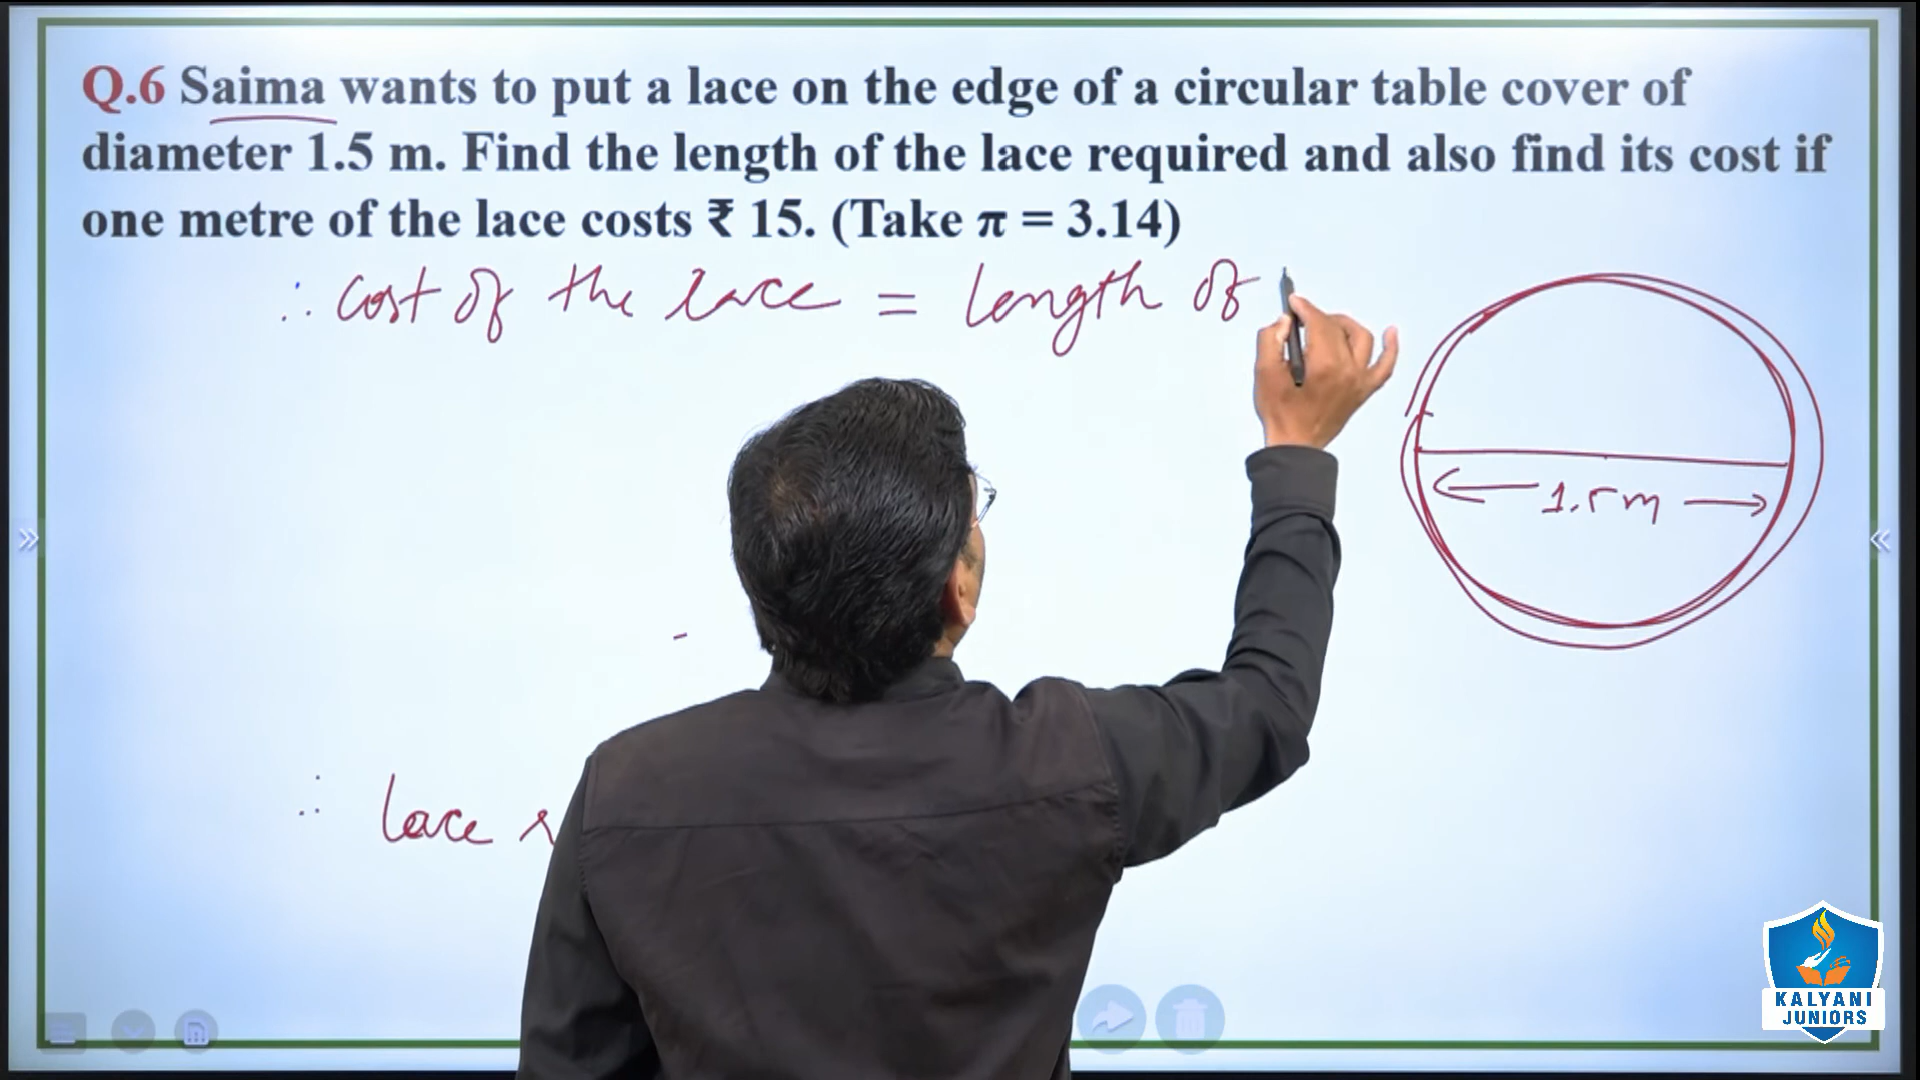 Q.6 Saima wants to put a lace on the edge of a circular table cover of
diameter 1.5 m. Find the length of the lace required and also find its cost if
one metre of the lace costs ₹ 15. (Take π = 3.14)
∴ cost of the lace = length of
1.5m
∴ lace
KALYANI
JUNIORS